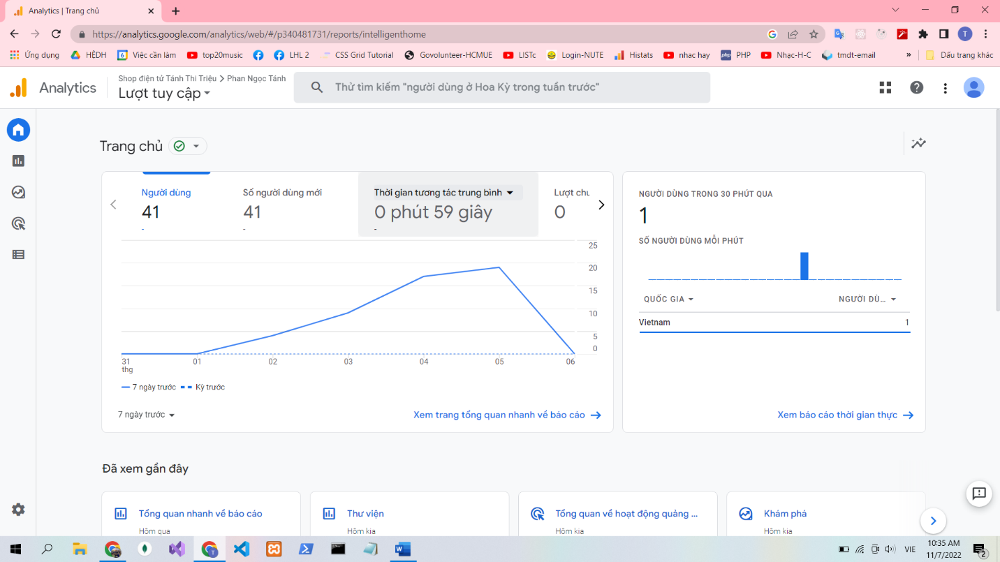 Analytics | Trang chủ
https://analytics.google.com/analytics/web/#/p340481731/reports/intelligenthome
T
Ứng dụng
HỆDH
6
Việc cần làm
top20music
LHL 2
CSS Grid Tutorial
Govolunteer-HCMUE
LISTc
Login-NUTE
Histats
nhac hay
php
PHP
Nhạc-H-C
tmdt-email
»
Dấu trang khác
Analytics
Shop điện tử Tánh Thị Triệu > Phan Ngọc Tánh
Lượt tuy cập
Thử tìm kiếm "người dùng ở Hoa Kỳ trong tuần trước"
Trang chủ
Người dùng
41
-
Số người dùng mới
41
-
Thời gian tương tác trung bình
0 phút 59 giây
-
Lượt chu
0
25
20
15
10
5
0
31
thg
01
02
03
04
05
06
7 ngày trước
Kỳ trước
7 ngày trước
Xem trang tổng quan nhanh về báo cáo
NGƯỜI DÙNG TRONG 30 PHÚT QUA
1
SỐ NGƯỜI DÙNG MỖI PHÚT
QUỐC GIA
NGƯỜI DÙ...
Vietnam 1
Xem báo cáo thời gian thực
Đã xem gần đây
Tổng quan nhanh về báo cáo
Hôm qua
Thư viện
Hôm kia
Tổng quan về hoạt động quảng ...
Hôm kia
Khám phá
Hôm kia
T
VIE
10:35 AM
11/7/2022
2